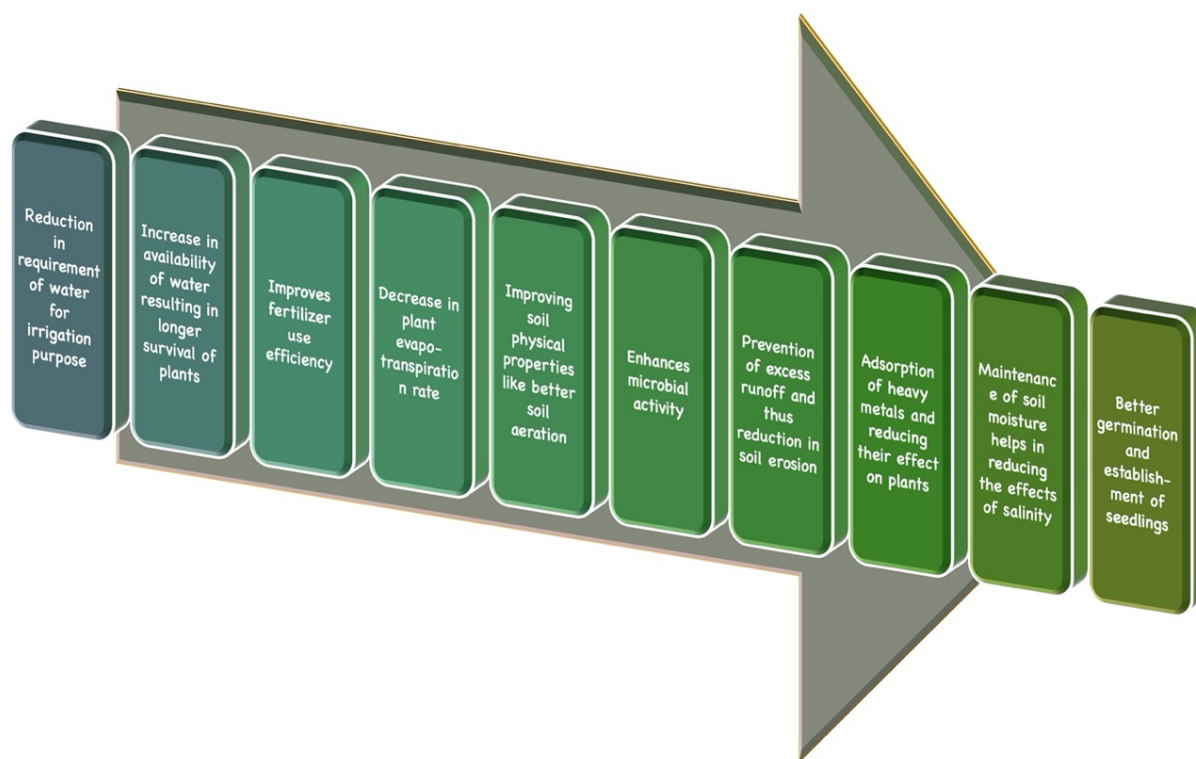 Reduction
in
requirement
of water
for
irrigation
purpose
Increase in
availability
of water
resulting in
longer
survival of
plants
Improves
fertilizer
use
efficiency
Decrease in
plant
evapo-
transpiratio
n rate
Improving
soil
physical
properties
like better
soil
aeration
Enhances
microbial
activity
Prevention
of excess
runoff and
thus
reduction in
soil erosion
Adsorption
of heavy
metals and
reducing
their effect
on plants
Maintenanc
e of soil
moisture
helps in
reducing
the effects
of salinity
Better
germination
and
establish-
ment of
seedlings